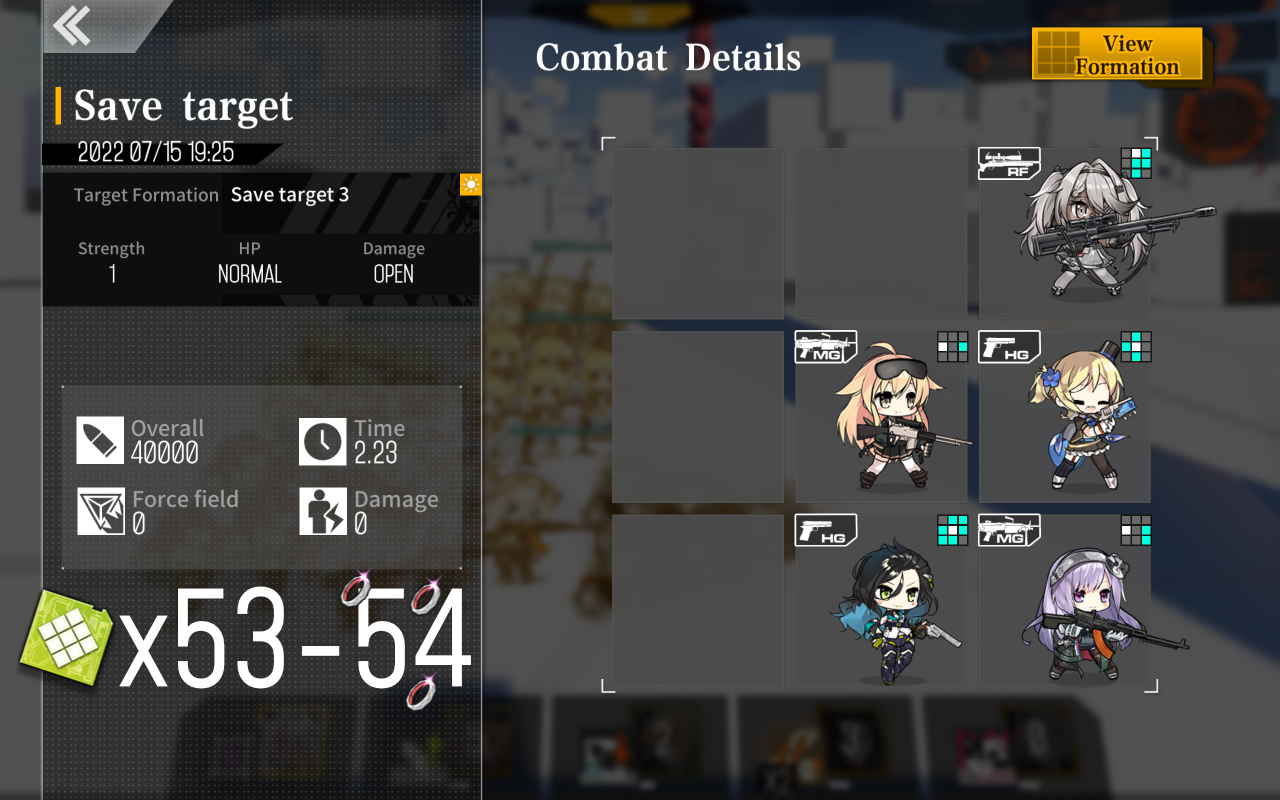 Combat Details
View
Formation
Save target
2022 07/15 19:25
Target Formation Save target 3
Strength HP Damage
1 NORMAL OPEN
Overall Time
40000 2.23
Force field Damage
0 0
x53-54
RF
MG HG
HG MG